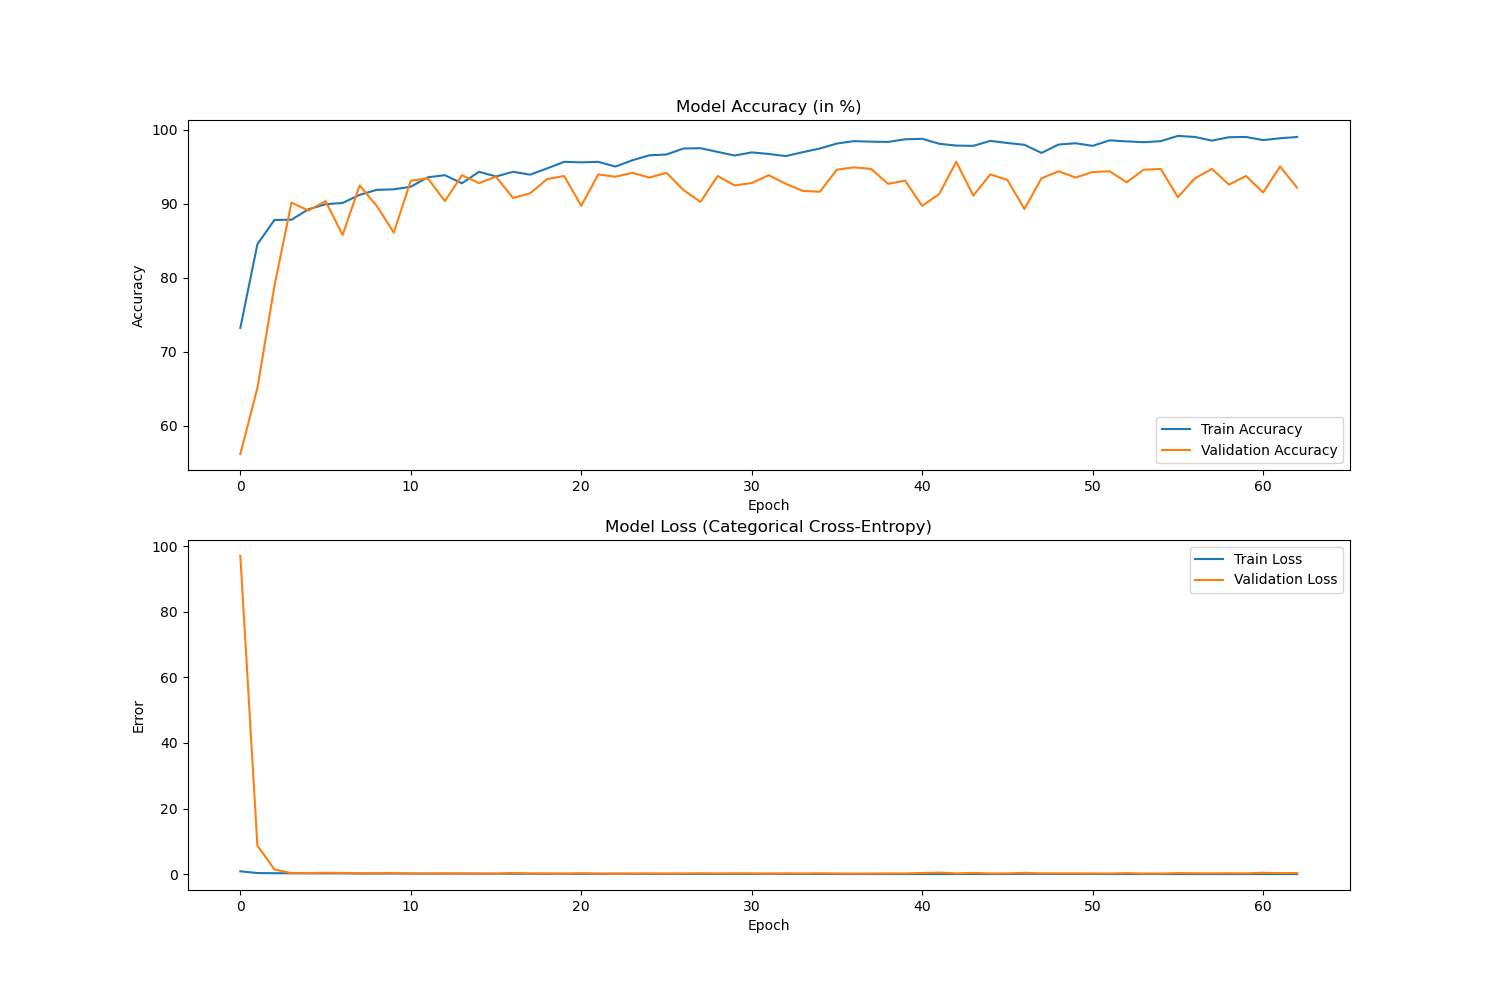 Model Accuracy (in %)
100
90
80
70
60
Accuracy
Train Accuracy
Validation Accuracy
0 10 20 30 40 50 60
Epoch
Model Loss (Categorical Cross-Entropy)
100
80
60
40
20
0
Error
Train Loss
Validation Loss
0 10 20 30 40 50 60
Epoch